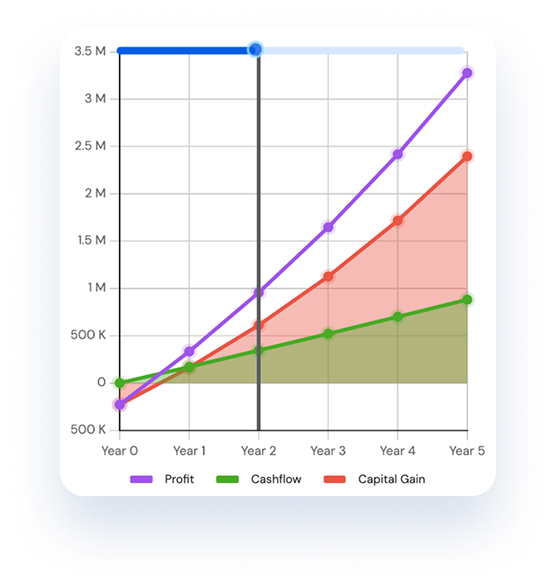 3.5 M
3 M
2.5 M
2 M
1.5 M
1 M
500 K
0
500 K
Year 0 Year 1 Year 2 Year 3 Year 4 Year 5
Profit Cashflow Capital Gain